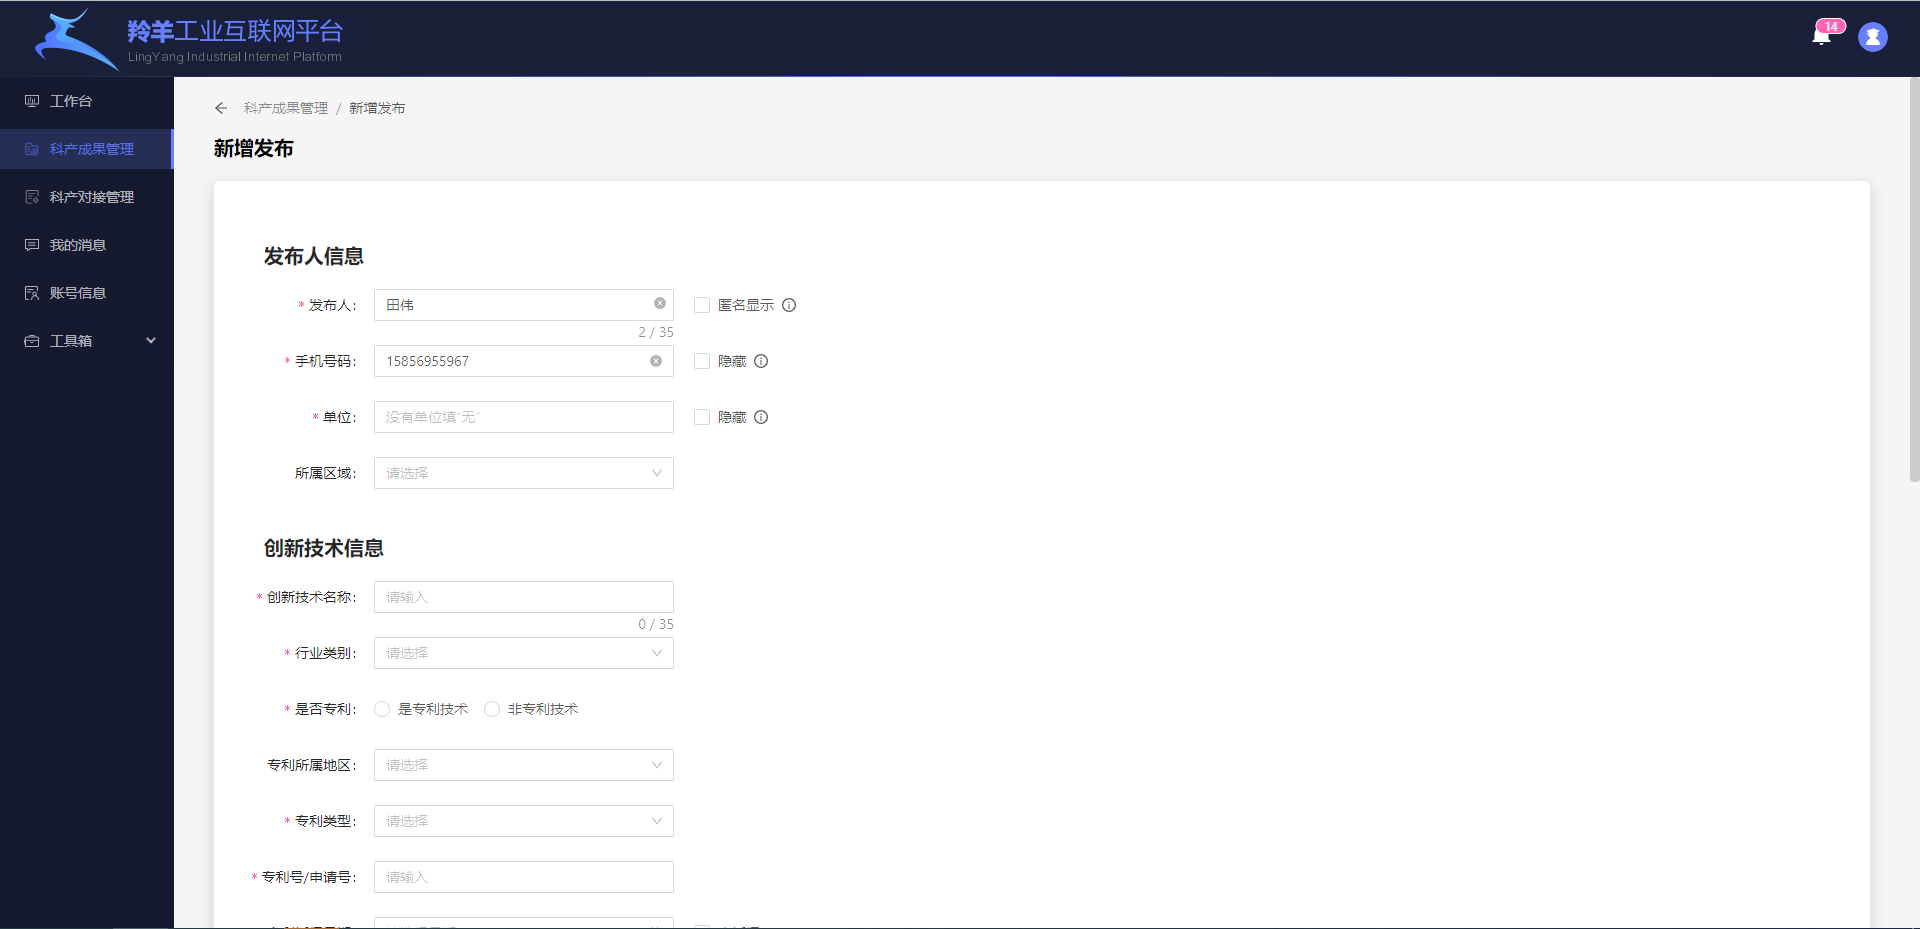 羚羊工业互联网平台
LingYang Industrial Internet Platform
14
工作台
科产成果管理
科产对接管理
我的消息
账号信息
工具箱
科产成果管理 / 新增发布
新增发布
发布人信息
* 发布人: 田伟 匿名显示
2 / 35
* 手机号码: 15856955967 隐藏
* 单位: 没有单位填“无” 隐藏
所属区域: 请选择
创新技术信息
* 创新技术名称: 请输入
0 / 35
* 行业类别: 请选择
* 是否专利: 是专利技术 非专利技术
专利所属地区: 请选择
* 专利类型: 请选择
* 专利号/申请号: 请输入